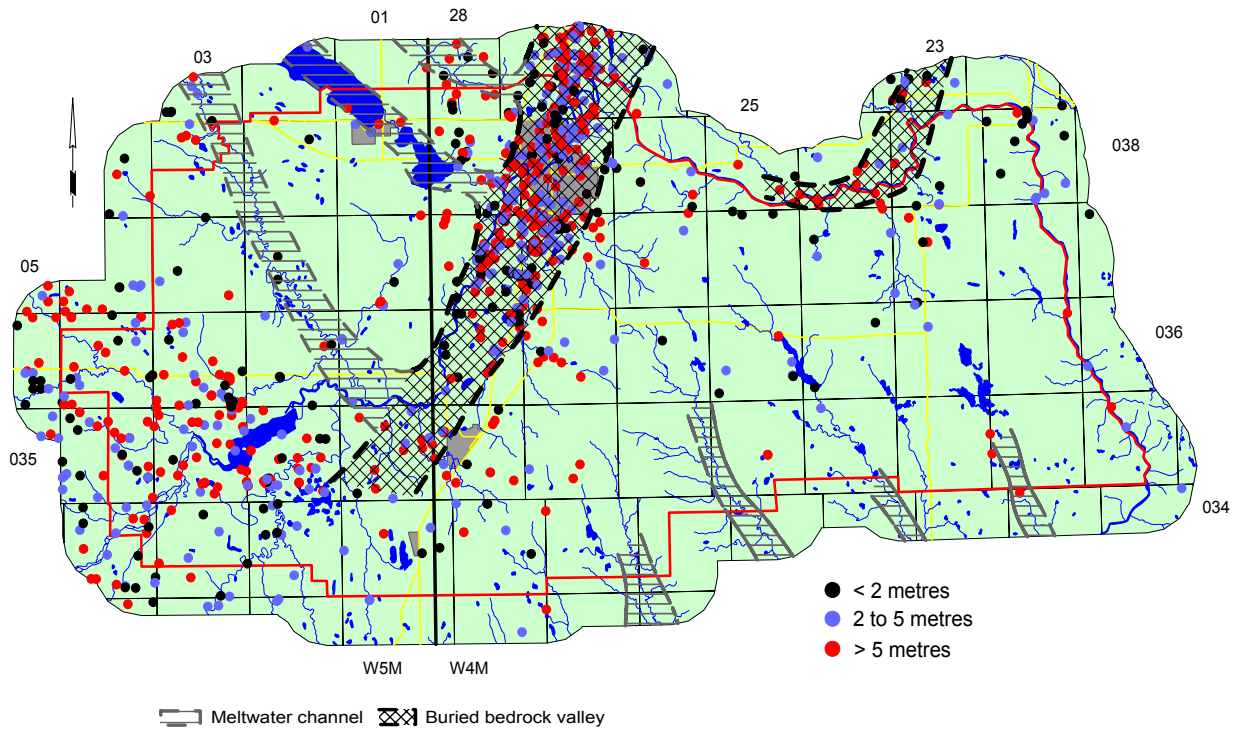 01
28
03
23
25
038
05
036
035
034
< 2 metres
2 to 5 metres
> 5 metres
W5M
W4M
Meltwater channel
Buried bedrock valley